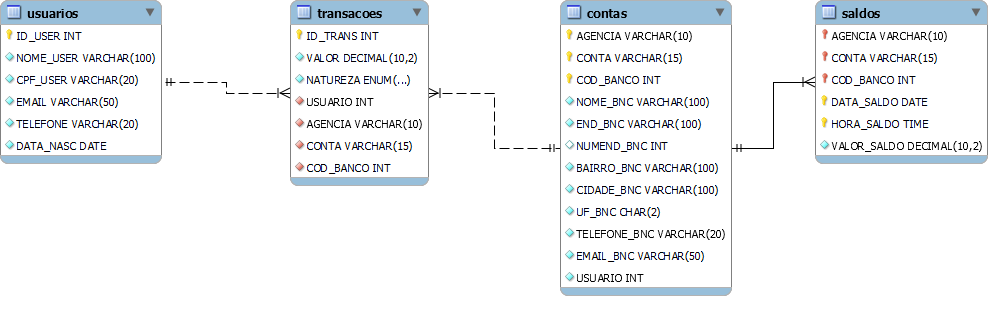 usuarios
ID_USER INT
NOME_USER VARCHAR(100)
CPF_USER VARCHAR(20)
EMAIL VARCHAR(50)
TELEFONE VARCHAR(20)
DATA_NASC DATE
transacoes
ID_TRANS INT
VALOR DECIMAL(10,2)
NATUREZA ENUM(...)
USUARIO INT
AGENCIA VARCHAR(10)
CONTA VARCHAR(15)
COD_BANCO INT
contas
AGENCIA VARCHAR(10)
CONTA VARCHAR(15)
COD_BANCO INT
NOME_BNC VARCHAR(100)
END_BNC VARCHAR(100)
NUMEND_BNC INT
BAIRRO_BNC VARCHAR(100)
CIDADE_BNC VARCHAR(100)
UF_BNC CHAR(2)
TELEFONE_BNC VARCHAR(20)
EMAIL_BNC VARCHAR(50)
USUARIO INT
saldos
AGENCIA VARCHAR(10)
CONTA VARCHAR(15)
COD_BANCO INT
DATA_SALDO DATE
HORA_SALDO TIME
VALOR_SALDO DECIMAL(10,2)